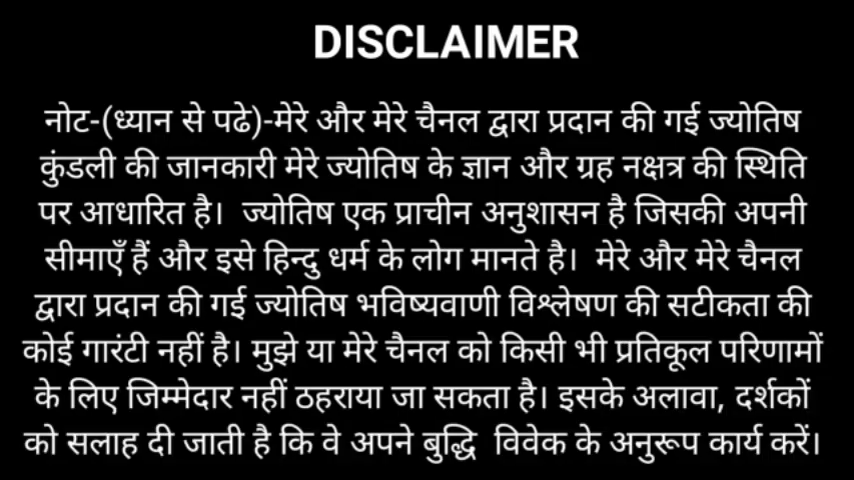 DISCLAIMER
नोट-(ध्यान से पढे)-मेरे और मेरे चैनल द्वारा प्रदान की गई ज्योतिष
कुंडली की जानकारी मेरे ज्योतिष के ज्ञान और ग्रह नक्षत्र की स्थिति
पर आधारित है।  ज्योतिष एक प्राचीन अनुशासन है जिसकी अपनी
सीमाएँ हैं और इसे हिन्दु धर्म के लोग मानते है।  मेरे और मेरे चैनल
द्वारा प्रदान की गई ज्योतिष भविष्यवाणी विश्लेषण की सटीकता की
कोई गारंटी नहीं है। मुझे या मेरे चैनल को किसी भी प्रतिकूल परिणामों
के लिए जिम्मेदार नहीं ठहराया जा सकता है। इसके अलावा, दर्शकों
को सलाह दी जाती है कि वे अपने बुद्धि  विवेक के अनुरूप कार्य करें।